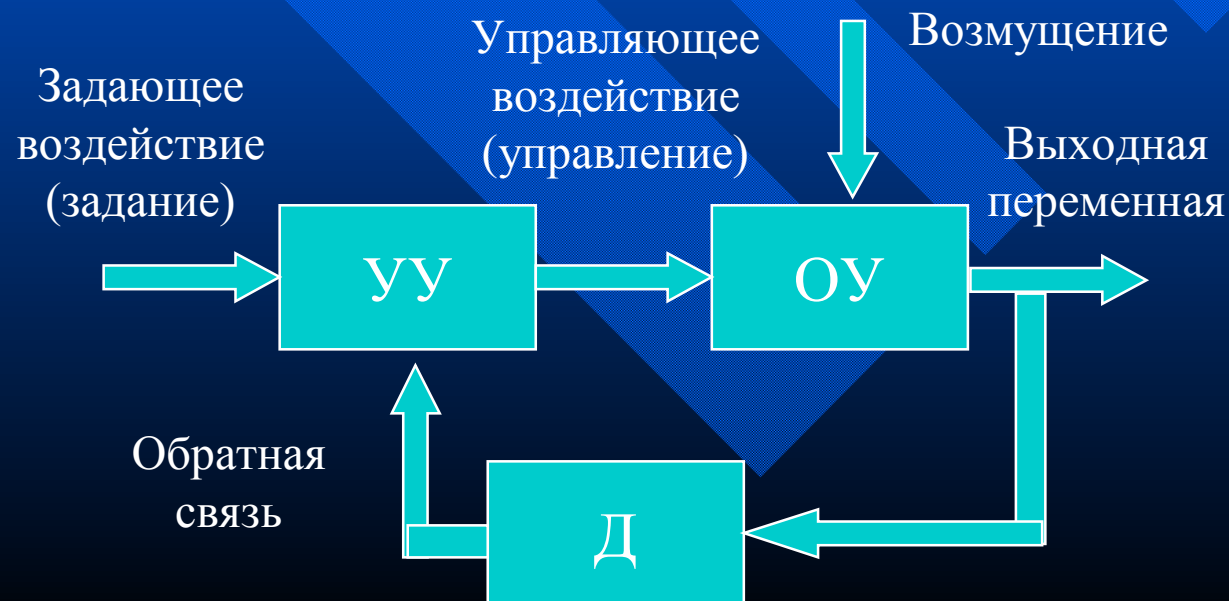 Задающее
воздействие
(задание)
Управляющее
воздействие
(управление)
Возмущение
Выходная
переменная
УУ
ОУ
Обратная
связь
Д